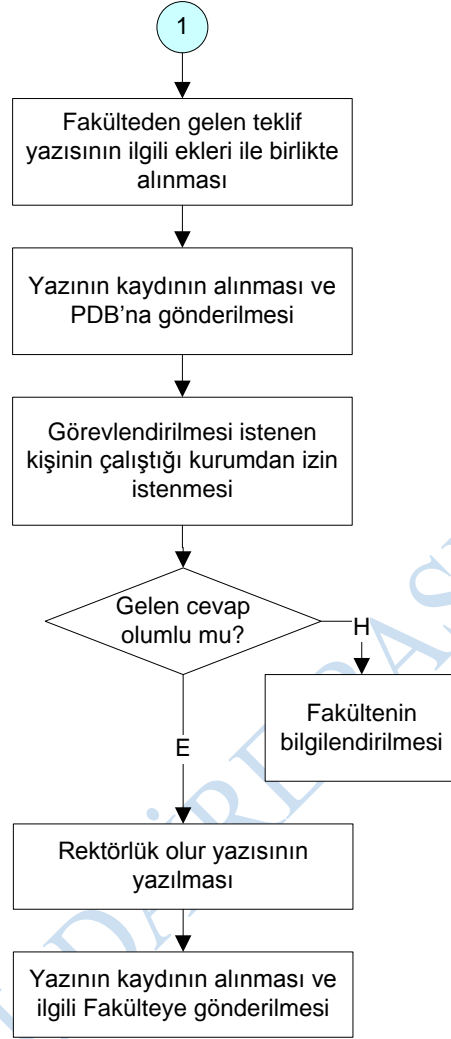 1
Fakülteden gelen teklif
yazısının ilgili ekleri ile birlikte
alınması
Yazının kaydının alınması ve
PDB’na gönderilmesi
Görevlendirilmesi istenen
kişinin çalıştığı kurumdan izin
istenmesi
Gelen cevap
olumlu mu?
H
Fakültenin
bilgilendirilmesi
E
Rektörlük olur yazısının
yazılması
Yazının kaydının alınması ve
ilgili Fakülteye gönderilmesi